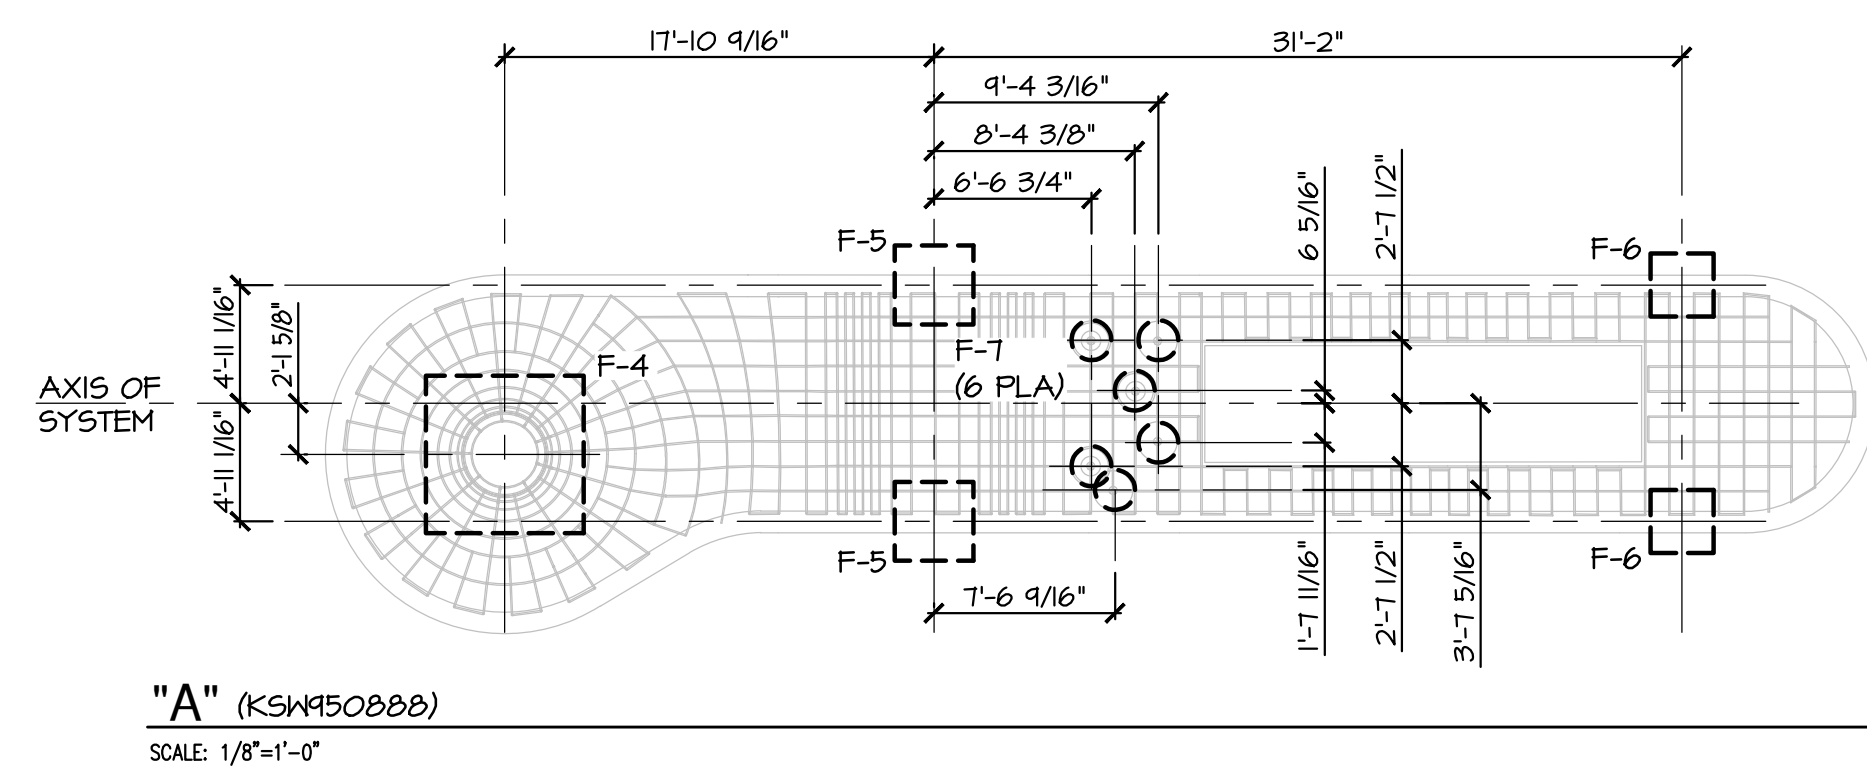 17'-10 9/16"
31'-2"
9'-4 3/16"
8'-4 3/8"
6'-6 3/4"
6 5/16"
2'-7 1/2"
F-5
F-6
4'-11 1/16"
2'-1 5/8"
F-7
(6 PLA)
F-4
AXIS OF
SYSTEM
4'-11 1/16"
F-5
F-6
1'-7 11/16"
2'-7 1/2"
3'-7 5/16"
7'-6 9/16"
"A" (KSW950888)
SCALE: 1/8"=1'-0"